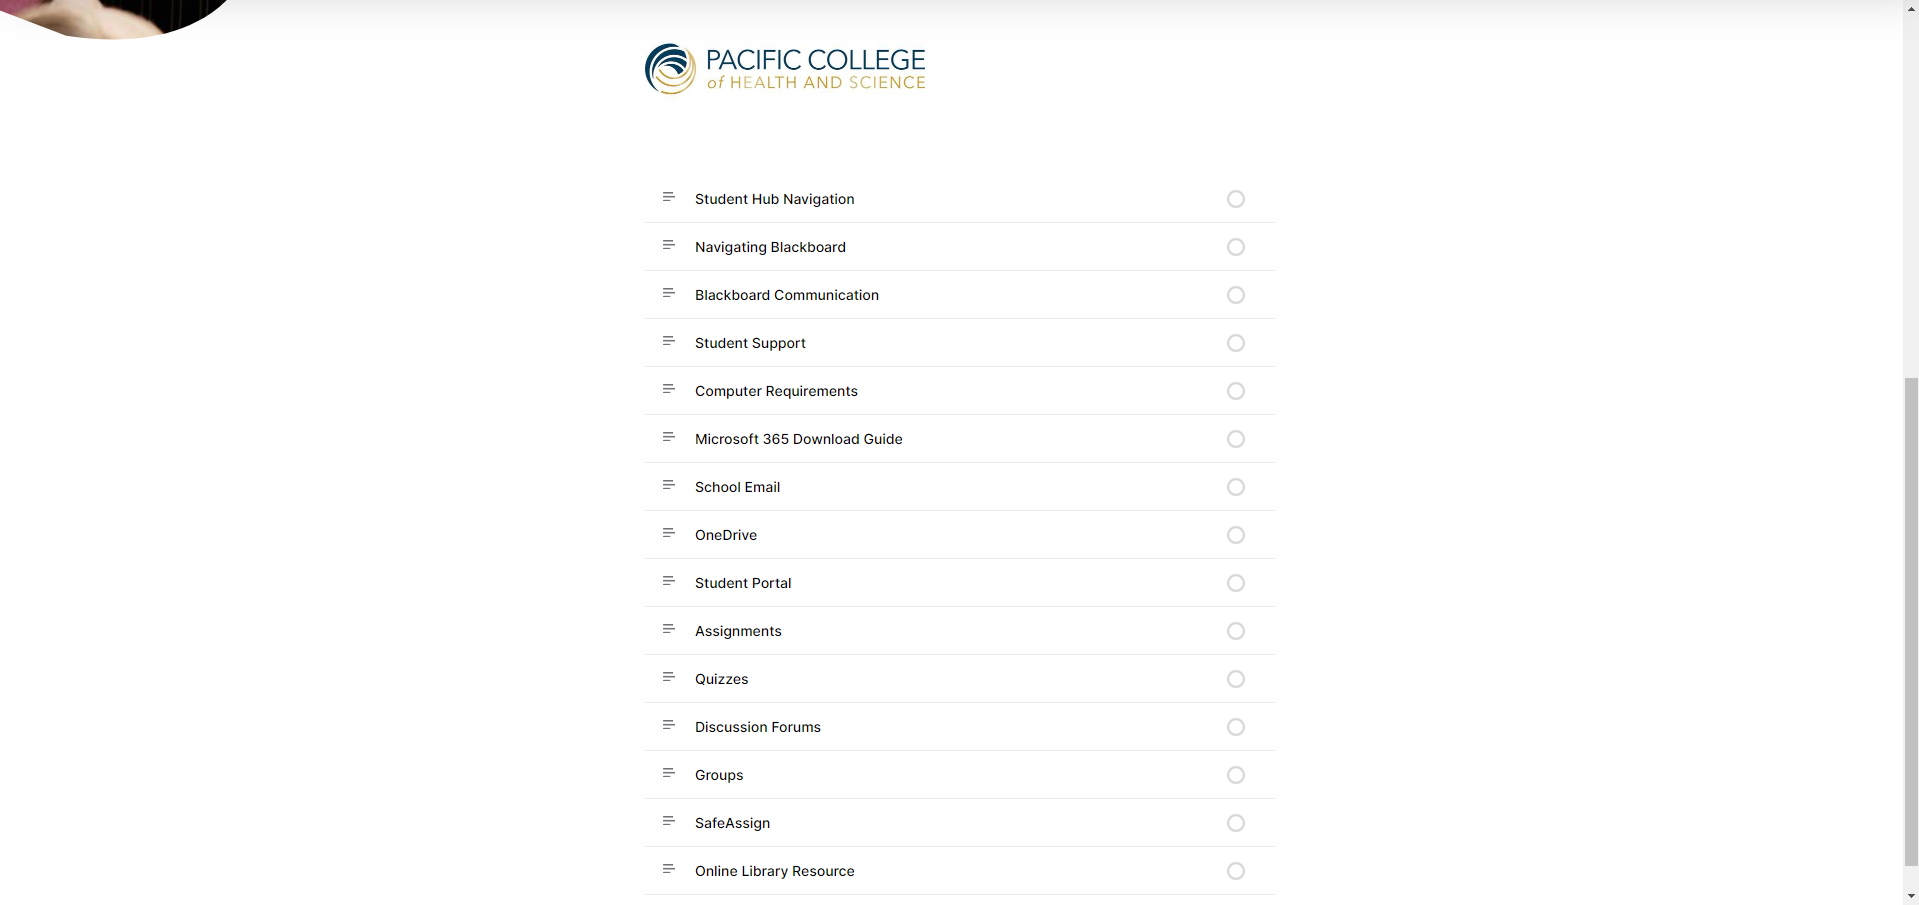 PACIFIC COLLEGE
of HEALTH AND SCIENCE
Student Hub Navigation
Navigating Blackboard
Blackboard Communication
Student Support
Computer Requirements
Microsoft 365 Download Guide
School Email
OneDrive
Student Portal
Assignments
Quizzes
Discussion Forums
Groups
SafeAssign
Online Library Resource